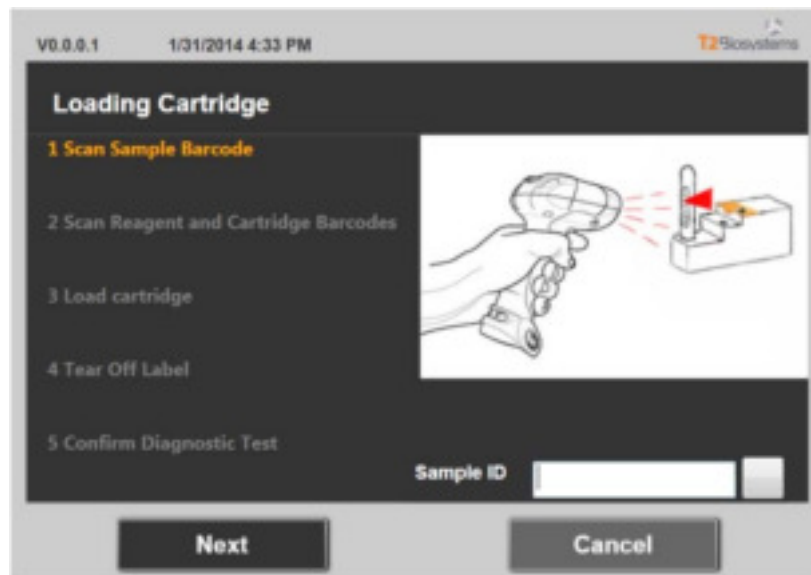 V0.0.0.1 1/31/2014 4:33 PM T2Biosystems
Loading Cartridge
1 Scan Sample Barcode
2 Scan Reagent and Cartridge Barcodes
3 Load cartridge
4 Tear Off Label
5 Confirm Diagnostic Test
Sample ID
Next Cancel